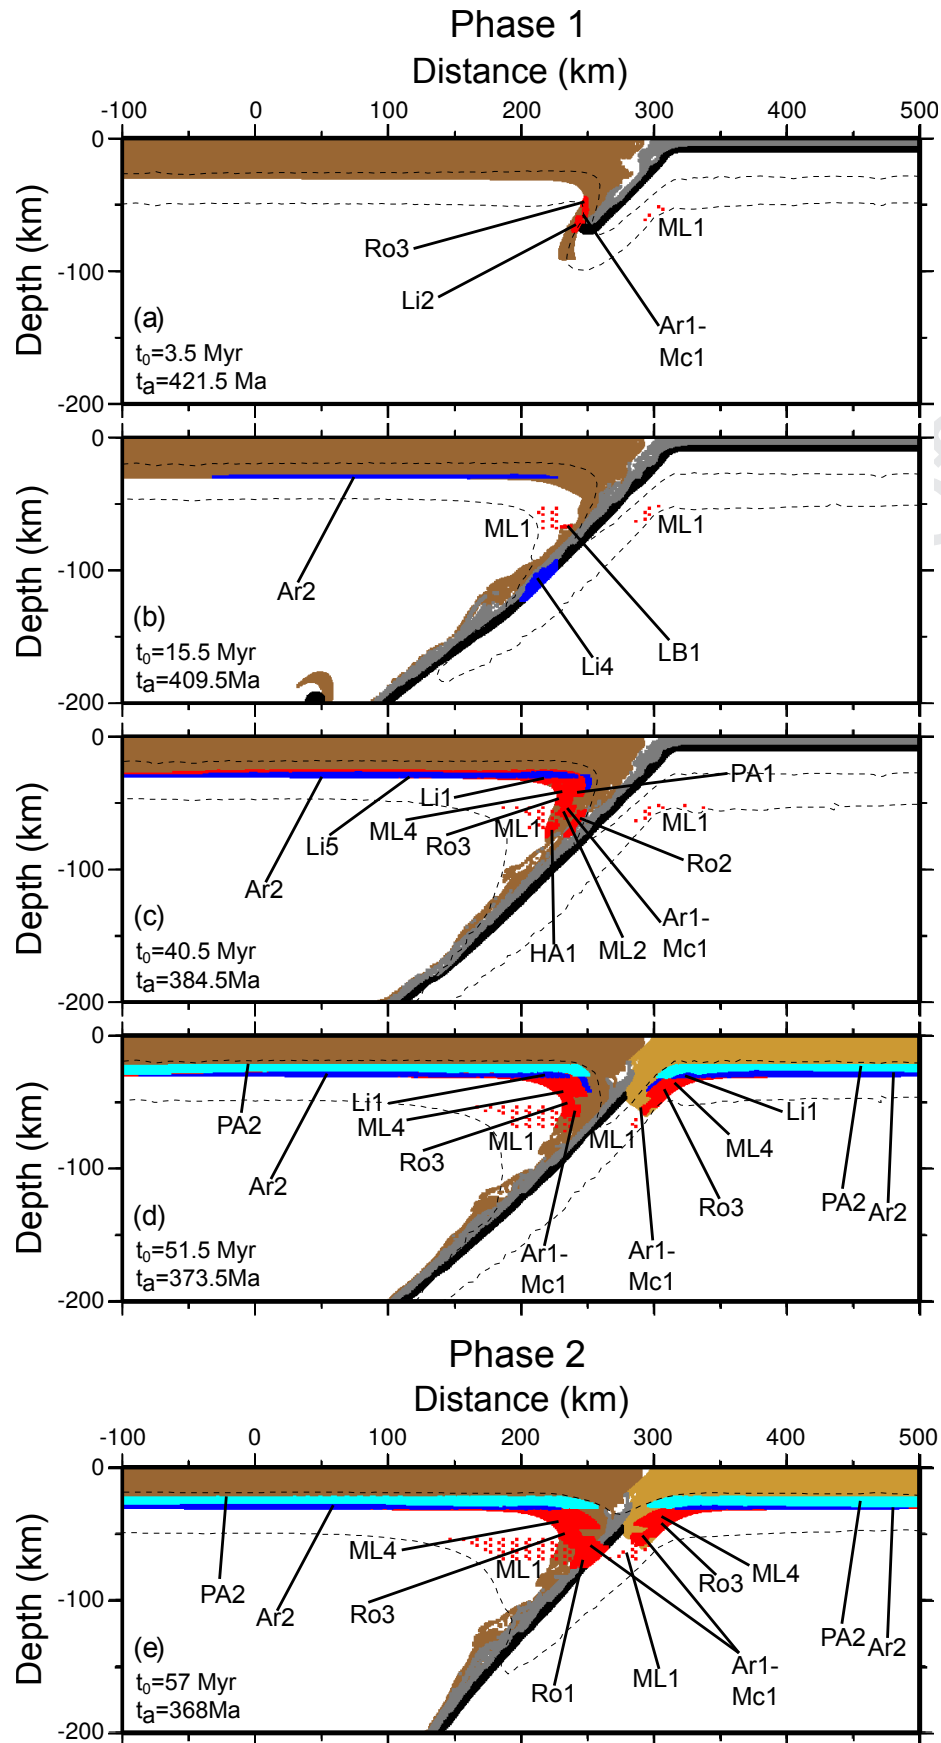 Phase 1
Distance (km)
-100 0 100 200 300 400 500
Depth (km)
0
-100
-200
Ro3
Li2
ML1
Ar1-
Mc1
(a)
t₀=3.5 Myr
ta=421.5 Ma
Depth (km)
0
-100
-200
ML1
ML1
Ar2
Li4
LB1
(b)
t₀=15.5 Myr
ta=409.5Ma
Depth (km)
0
-100
-200
PA1
Li1
ML4
ML1
ML1
Li5
Ro3
Ro2
Ar2
Ar1-
Mc1
HA1
ML2
(c)
t₀=40.5 Myr
ta=384.5Ma
Depth (km)
0
-100
-200
Li1
Li1
PA2
ML4
ML1
ML1
ML4
Ro3
Ro3
Ar2
PA2
Ar2
Ar1-
Mc1
Ar1-
Mc1
(d)
t₀=51.5 Myr
ta=373.5Ma
Phase 2
Distance (km)
-100 0 100 200 300 400 500
Depth (km)
0
-100
-200
ML4
ML1
Ro3
ML4
PA2
Ar2
Ro3
PA2
Ar2
Ro1
ML1
Ar1-
Mc1
(e)
t₀=57 Myr
ta=368Ma